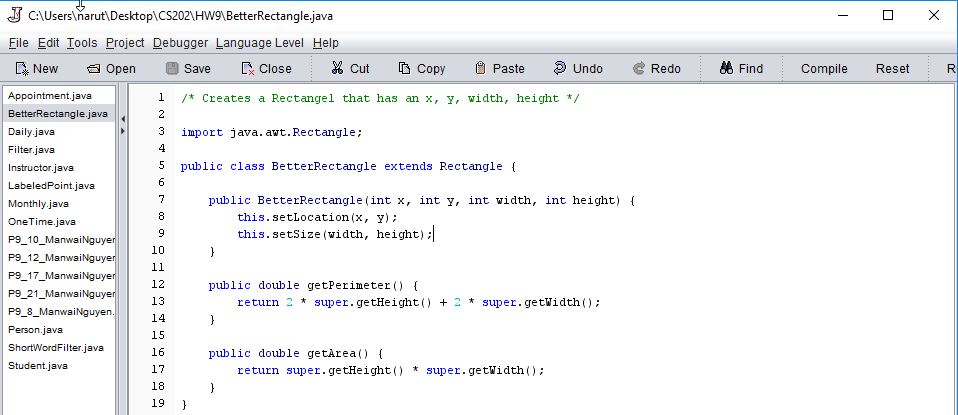 C:\Users\narut\Desktop\CS202\HW9\BetterRectangle.java
File Edit Tools Project Debugger Language Level Help
New Open Save Close Cut Copy Paste Undo Redo Find Compile Reset
Appointment.java
BetterRectangle.java
Daily.java
Filter.java
Instructor.java
LabeledPoint.java
Monthly.java
OneTime.java
P9_10_ManwaiNguyen
P9_12_ManwaiNguyen
P9_17_ManwaiNguyen
P9_21_ManwaiNguyen
P9_8_ManwaiNguyen.
Person.java
ShortWordFilter.java
Student.java
1 /* Creates a Rectangel that has an x, y, width, height */
2
3 import java.awt.Rectangle;
4
5 public class BetterRectangle extends Rectangle {
6
7 public BetterRectangle(int x, int y, int width, int height) {
8 this.setLocation(x, y);
9 this.setSize(width, height);
10 }
11
12 public double getPerimeter() {
13 return 2 * super.getHeight() + 2 * super.getWidth();
14 }
15
16 public double getArea() {
17 return super.getHeight() * super.getWidth();
18 }
19 }